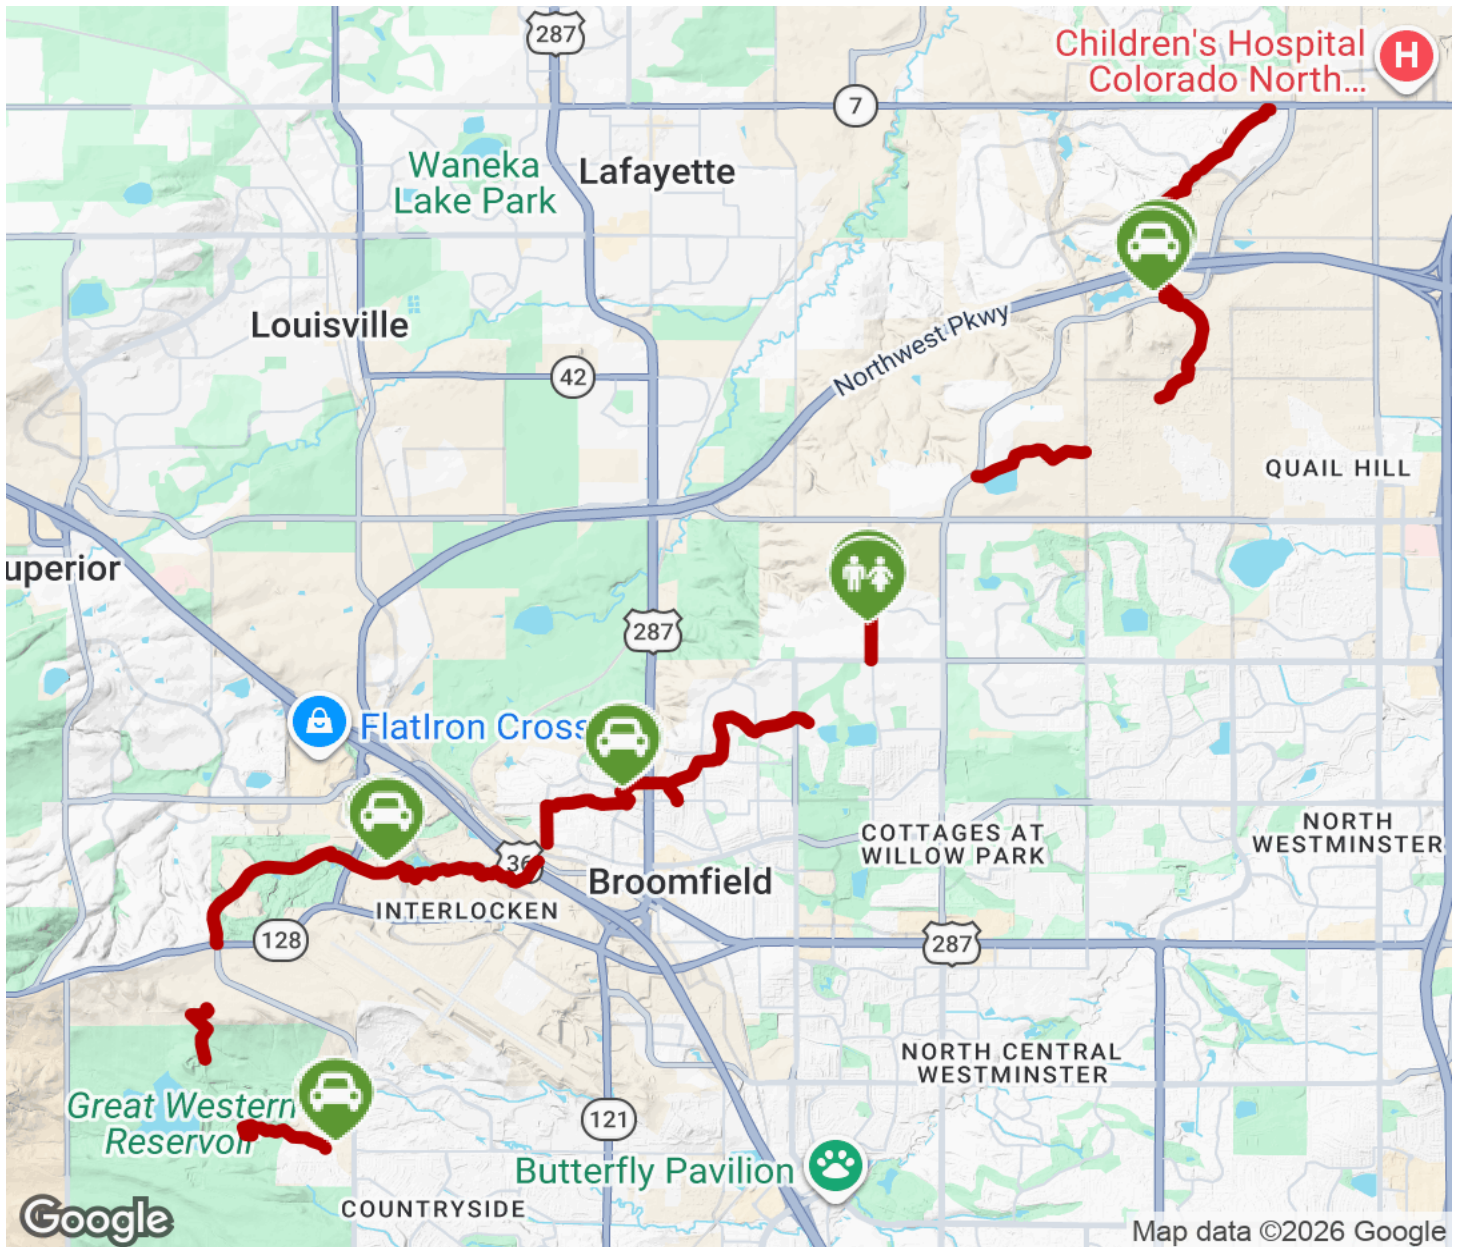 287
Children's Hospital
Colorado North...
H
7
Waneka
Lake Park
Lafayette
Louisville
Northwest Pkwy
42
QUAIL HILL
uperior
287
FlatIron Cross
COTTAGES AT
WILLOW PARK
NORTH
WESTMINSTER
36
Broomfield
INTERLOCKEN
128
287
NORTH CENTRAL
WESTMINSTER
Great Western
Reservoir
121
Butterfly Pavilion
COUNTRYSIDE
Google
Map data ©2026 Google